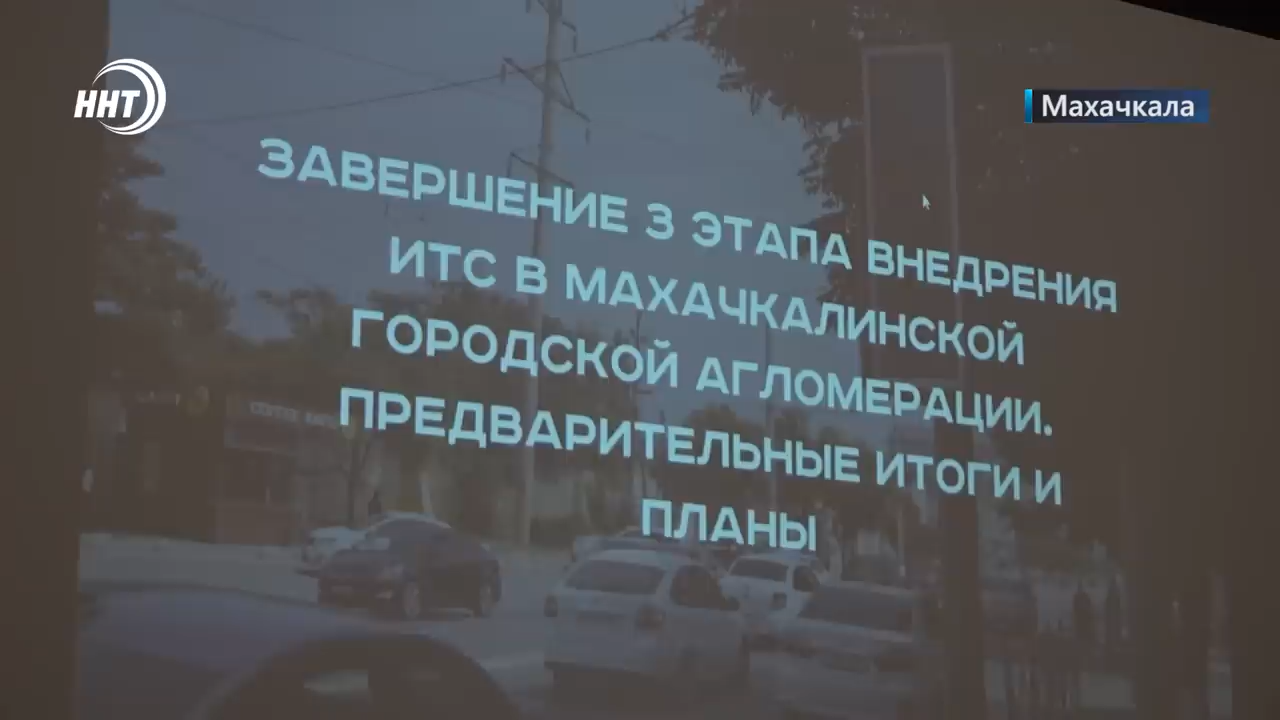 ННТ
Махачкала
ЗАВЕРШЕНИЕ 3 ЭТАПА ВНЕДРЕНИЯ
ИТС В МАХАЧКАЛИНСКОЙ
ГОРОДСКОЙ АГЛОМЕРАЦИИ.
ПРЕДВАРИТЕЛЬНЫЕ ИТОГИ И
ПЛАНЫ